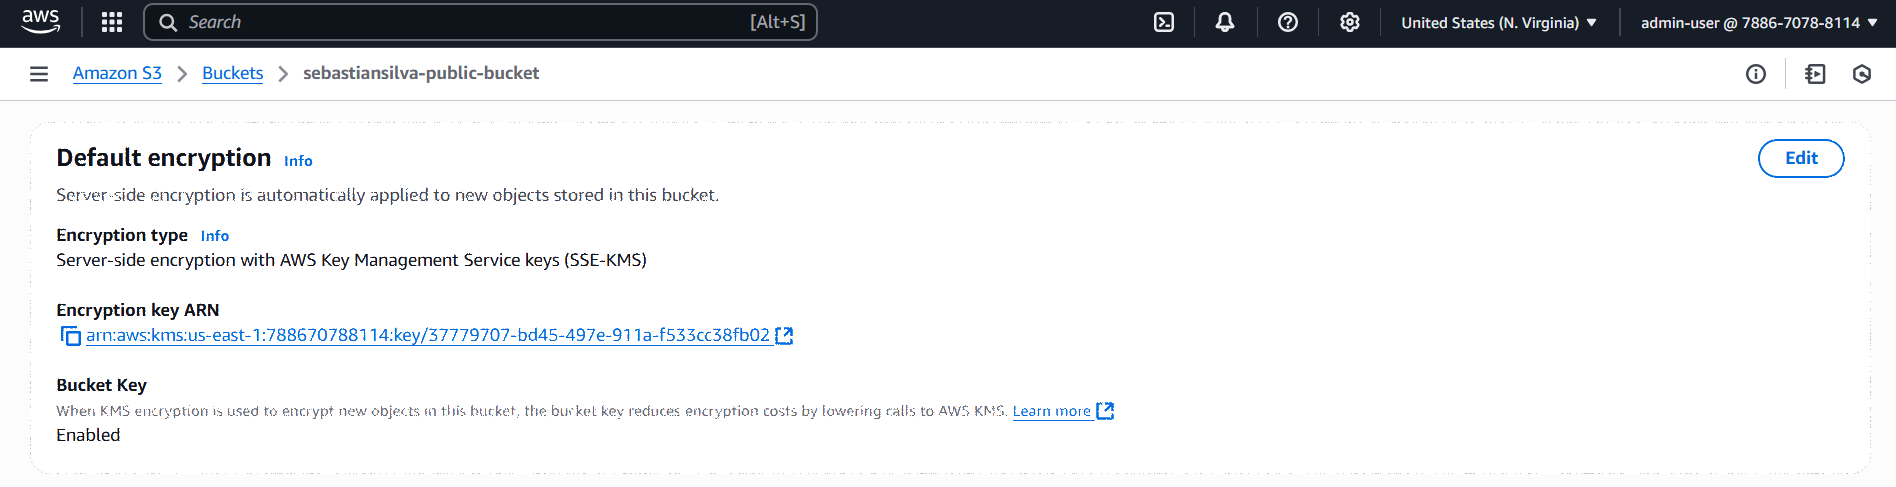 aws Search [Alt+S] United States (N. Virginia) ▼ admin-user @ 7886-7078-8114 ▼
Amazon S3 > Buckets > sebastiansilva-public-bucket
Default encryption Info Edit
Server-side encryption is automatically applied to new objects stored in this bucket.
Encryption type Info
Server-side encryption with AWS Key Management Service keys (SSE-KMS)
Encryption key ARN
arn:aws:kms:us-east-1:788670788114:key/37779707-bd45-497e-911a-f533cc38fb02
Bucket Key
When KMS encryption is used to encrypt new objects in this bucket, the bucket key reduces encryption costs by lowering calls to AWS KMS. Learn more
Enabled